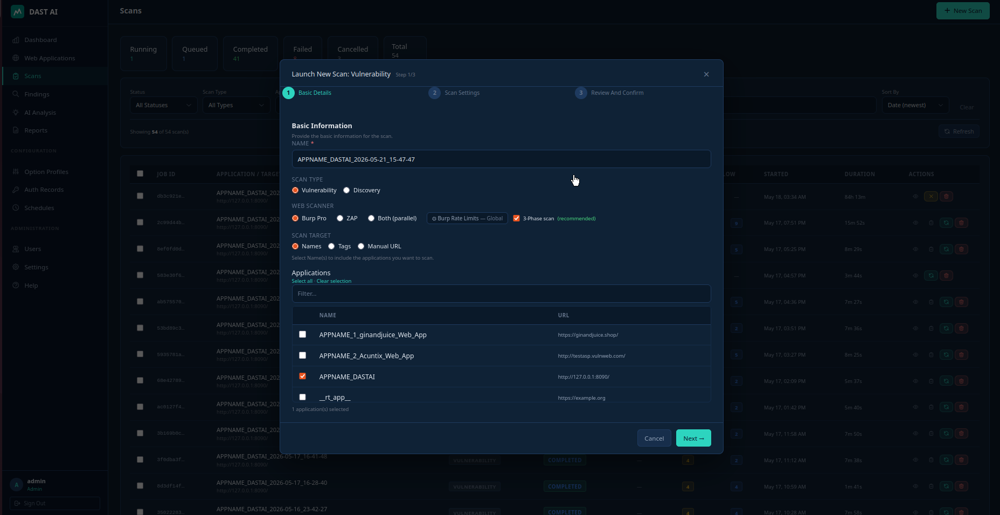 DAST AI
Scans
+ New Scan
Dashboard
Web Applications
Scans
Findings
AI Analysis
Reports
CONFIGURATION
Option Profiles
Auth Records
Schedules
ADMINISTRATION
Users
Settings
Help
A
admin
Admin
Sign Out
Running
1
Queued
1
Completed
41
Failed
8
Cancelled
3
Total
54
Status
All Statuses
Scan Type
All Types
Sort By
Date (newest)
Clear
Showing 54 of 54 scan(s)
Refresh
Launch New Scan: Vulnerability Step 1/3
1 Basic Details
2 Scan Settings
3 Review And Confirm
Basic Information
Provide the basic information for the scan.
NAME *
APPNAME_DASTAI_2026-05-21_15-47-47
SCAN TYPE
Vulnerability Discovery
WEB SCANNER
Burp Pro ZAP Both (parallel) Burp Rate Limits — Global 3-Phase scan (recommended)
SCAN TARGET
Names Tags Manual URL
Select Name(s) to include the applications you want to scan.
Applications
Select all · Clear selection
Filter...
NAME URL
APPNAME_1_ginandjuice_Web_App https://ginandjuice.shop/
APPNAME_2_Acuntix_Web_App http://testasp.vulnweb.com/
APPNAME_DASTAI http://127.0.0.1:8090/
__rt_app__ https://example.org
1 application(s) selected
Cancel
Next →
JOB ID APPLICATION / TARGET STARTED DURATION ACTIONS
db3c921e… APPNAME_DASTAI_202 — May 18, 03:34 AM 84h 13m
http://127.0.0.1:8090/
2c99d44b… APPNAME_DASTAI_202 9 May 17, 07:51 PM 15m 52s
http://127.0.0.1:8090/
APPNAME_DASTAI_202 5 May 17, 05:25 PM 8m 29s
http://127.0.0.1:8090/
583e30f6… APPNAME_DASTAI_202 — May 17, 04:57 PM 3m 44s
http://127.0.0.1:8090/
ab575570… APPNAME_DASTAI_202 5 May 17, 04:36 PM 7m 27s
http://127.0.0.1:8090/
53bd89c3… APPNAME_DASTAI_202 2 May 17, 03:51 PM 7m 36s
http://127.0.0.1:8090/
5935781a… APPNAME_DASTAI_202 5 May 17, 03:27 PM 8m 25s
http://127.0.0.1:8090/
68e42789… APPNAME_DASTAI_202 2 May 17, 02:09 PM 5m 37s
http://127.0.0.1:8090/
ac0127f4… APPNAME_DASTAI_202 2 May 17, 01:42 PM 5m 40s
http://127.0.0.1:8090/
3b169b0c… APPNAME_DASTAI_202 2 May 17, 11:58 AM 7m 50s
http://127.0.0.1:8090/
3f0dba3f… APPNAME_DASTAI_2026-05-17_16-41-48 VULNERABILITY COMPLETED — 4 2 May 17, 11:12 AM 7m 38s
http://127.0.0.1:8090/
8d3df14f… APPNAME_DASTAI_2026-05-17_16-28-40 VULNERABILITY COMPLETED — 4 4 May 17, 10:59 AM 1m 41s
http://127.0.0.1:8090/
35022283… APPNAME_DASTAI_2026-05-16_23-42-27 VULNERABILITY COMPLETED — 4 4 May 17, 10:28 AM 7m 58s